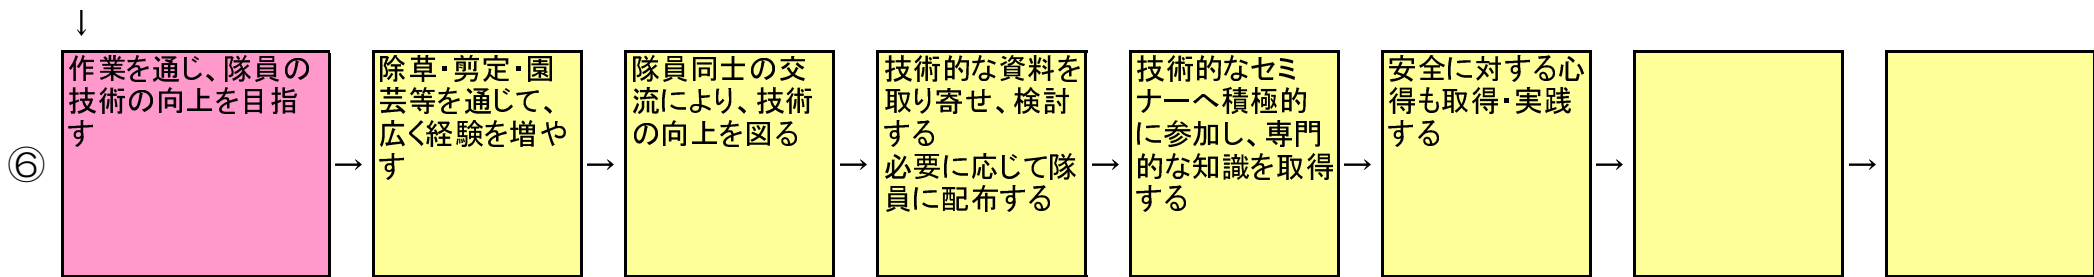 ↓
⑥
作業を通じ、隊員の
技術の向上を目指
す
→
除草・剪定・園
芸等を通じて、
広く経験を増や
す
→
隊員同士の交
流により、技術
の向上を図る
→
技術的な資料を
取り寄せ、検討
する
必要に応じて隊
員に配布する
→
技術的なセミ
ナーへ積極的
に参加し、専門
的な知識を取得
する
→
安全に対する心
得も取得・実践
する
→
→